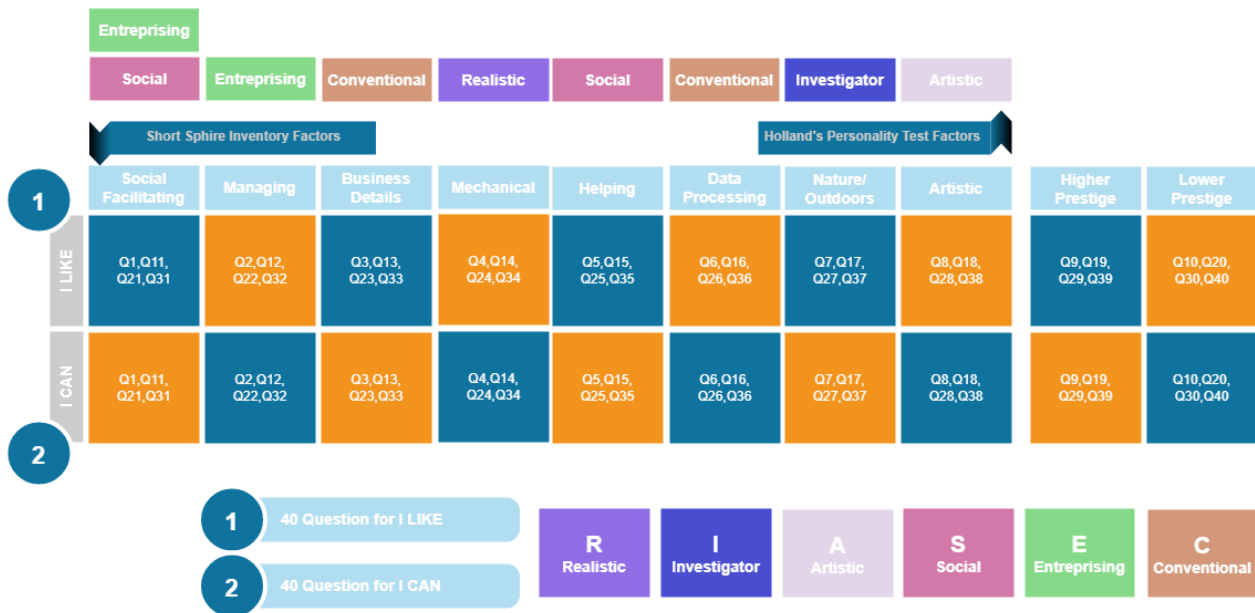 Entreprising
Social
Entreprising
Conventional
Realistic
Social
Conventional
Investigator
Artistic
Short Sphire Inventory Factors
Holland's Personality Test Factors
1
Social
Facilitating
Managing
Business
Details
Mechanical
Helping
Data
Processing
Nature/
Outdoors
Artistic
Higher
Prestige
Lower
Prestige
I LIKE
Q1,Q11,
Q21,Q31
Q2,Q12,
Q22,Q32
Q3,Q13,
Q23,Q33
Q4,Q14,
Q24,Q34
Q5,Q15,
Q25,Q35
Q6,Q16,
Q26,Q36
Q7,Q17,
Q27,Q37
Q8,Q18,
Q28,Q38
Q9,Q19,
Q29,Q39
Q10,Q20,
Q30,Q40
I CAN
Q1,Q11,
Q21,Q31
Q2,Q12,
Q22,Q32
Q3,Q13,
Q23,Q33
Q4,Q14,
Q24,Q34
Q5,Q15,
Q25,Q35
Q6,Q16,
Q26,Q36
Q7,Q17,
Q27,Q37
Q8,Q18,
Q28,Q38
Q9,Q19,
Q29,Q39
Q10,Q20,
Q30,Q40
2
1
40 Question for I LIKE
2
40 Question for I CAN
R
Realistic
I
Investigator
A
Artistic
S
Social
E
Entreprising
C
Conventional